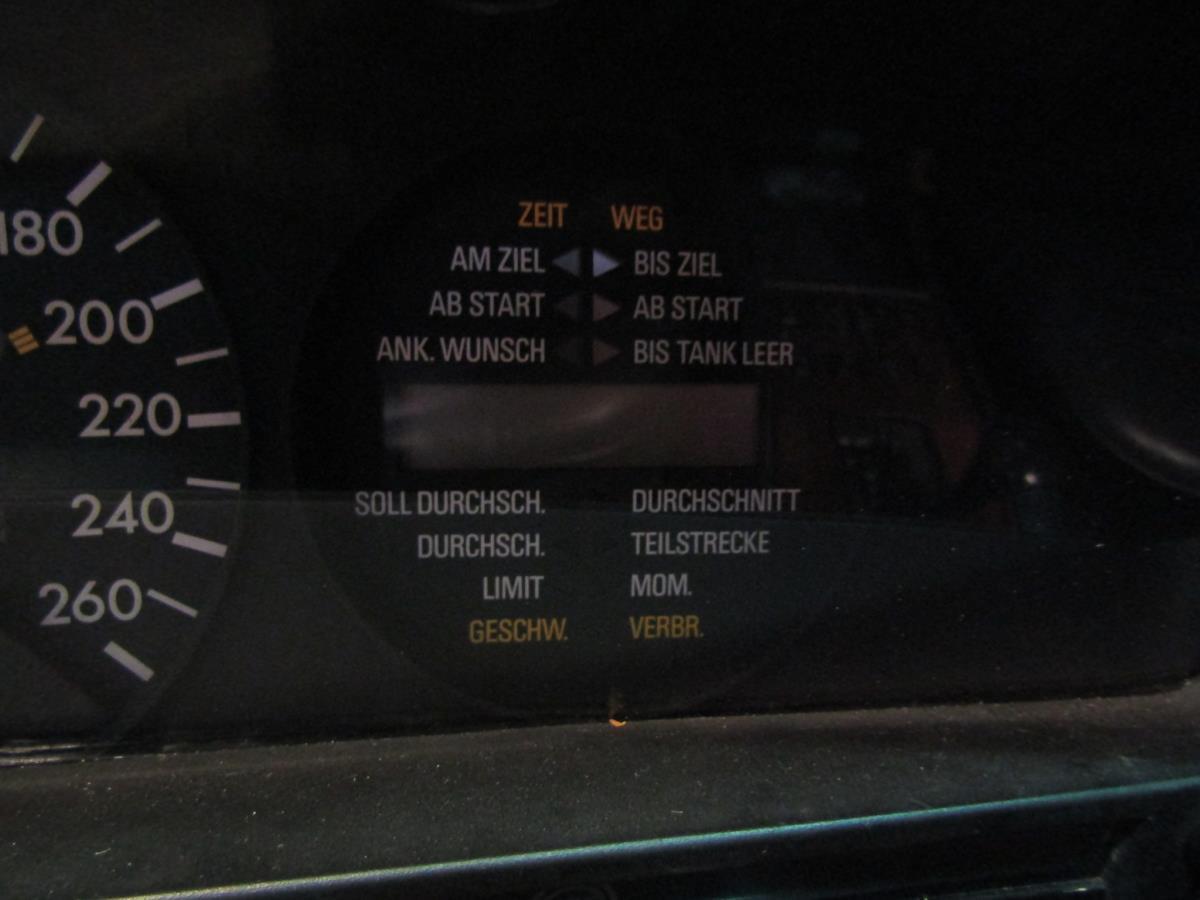 180
200
220
240
260
ZEIT WEG
AM ZIEL BIS ZIEL
AB START AB START
ANK. WUNSCH BIS TANK LEER
SOLL DURCHSCH. DURCHSCHNITT
DURCHSCH. TEILSTRECKE
LIMIT MOM.
GESCHW. VERBR.